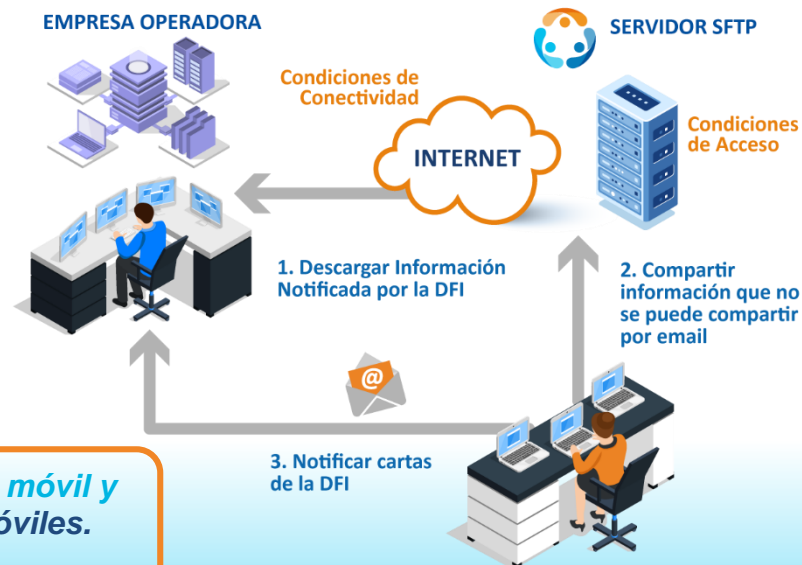 EMPRESA OPERADORA
SERVIDOR SFTP
Condiciones de
Conectividad
INTERNET
Condiciones
de Acceso
1. Descargar Información
Notificada por la DFI
2. Compartir
información que no
se puede compartir
por email
@
3. Notificar cartas
de la DFI
móvil y
óviles.